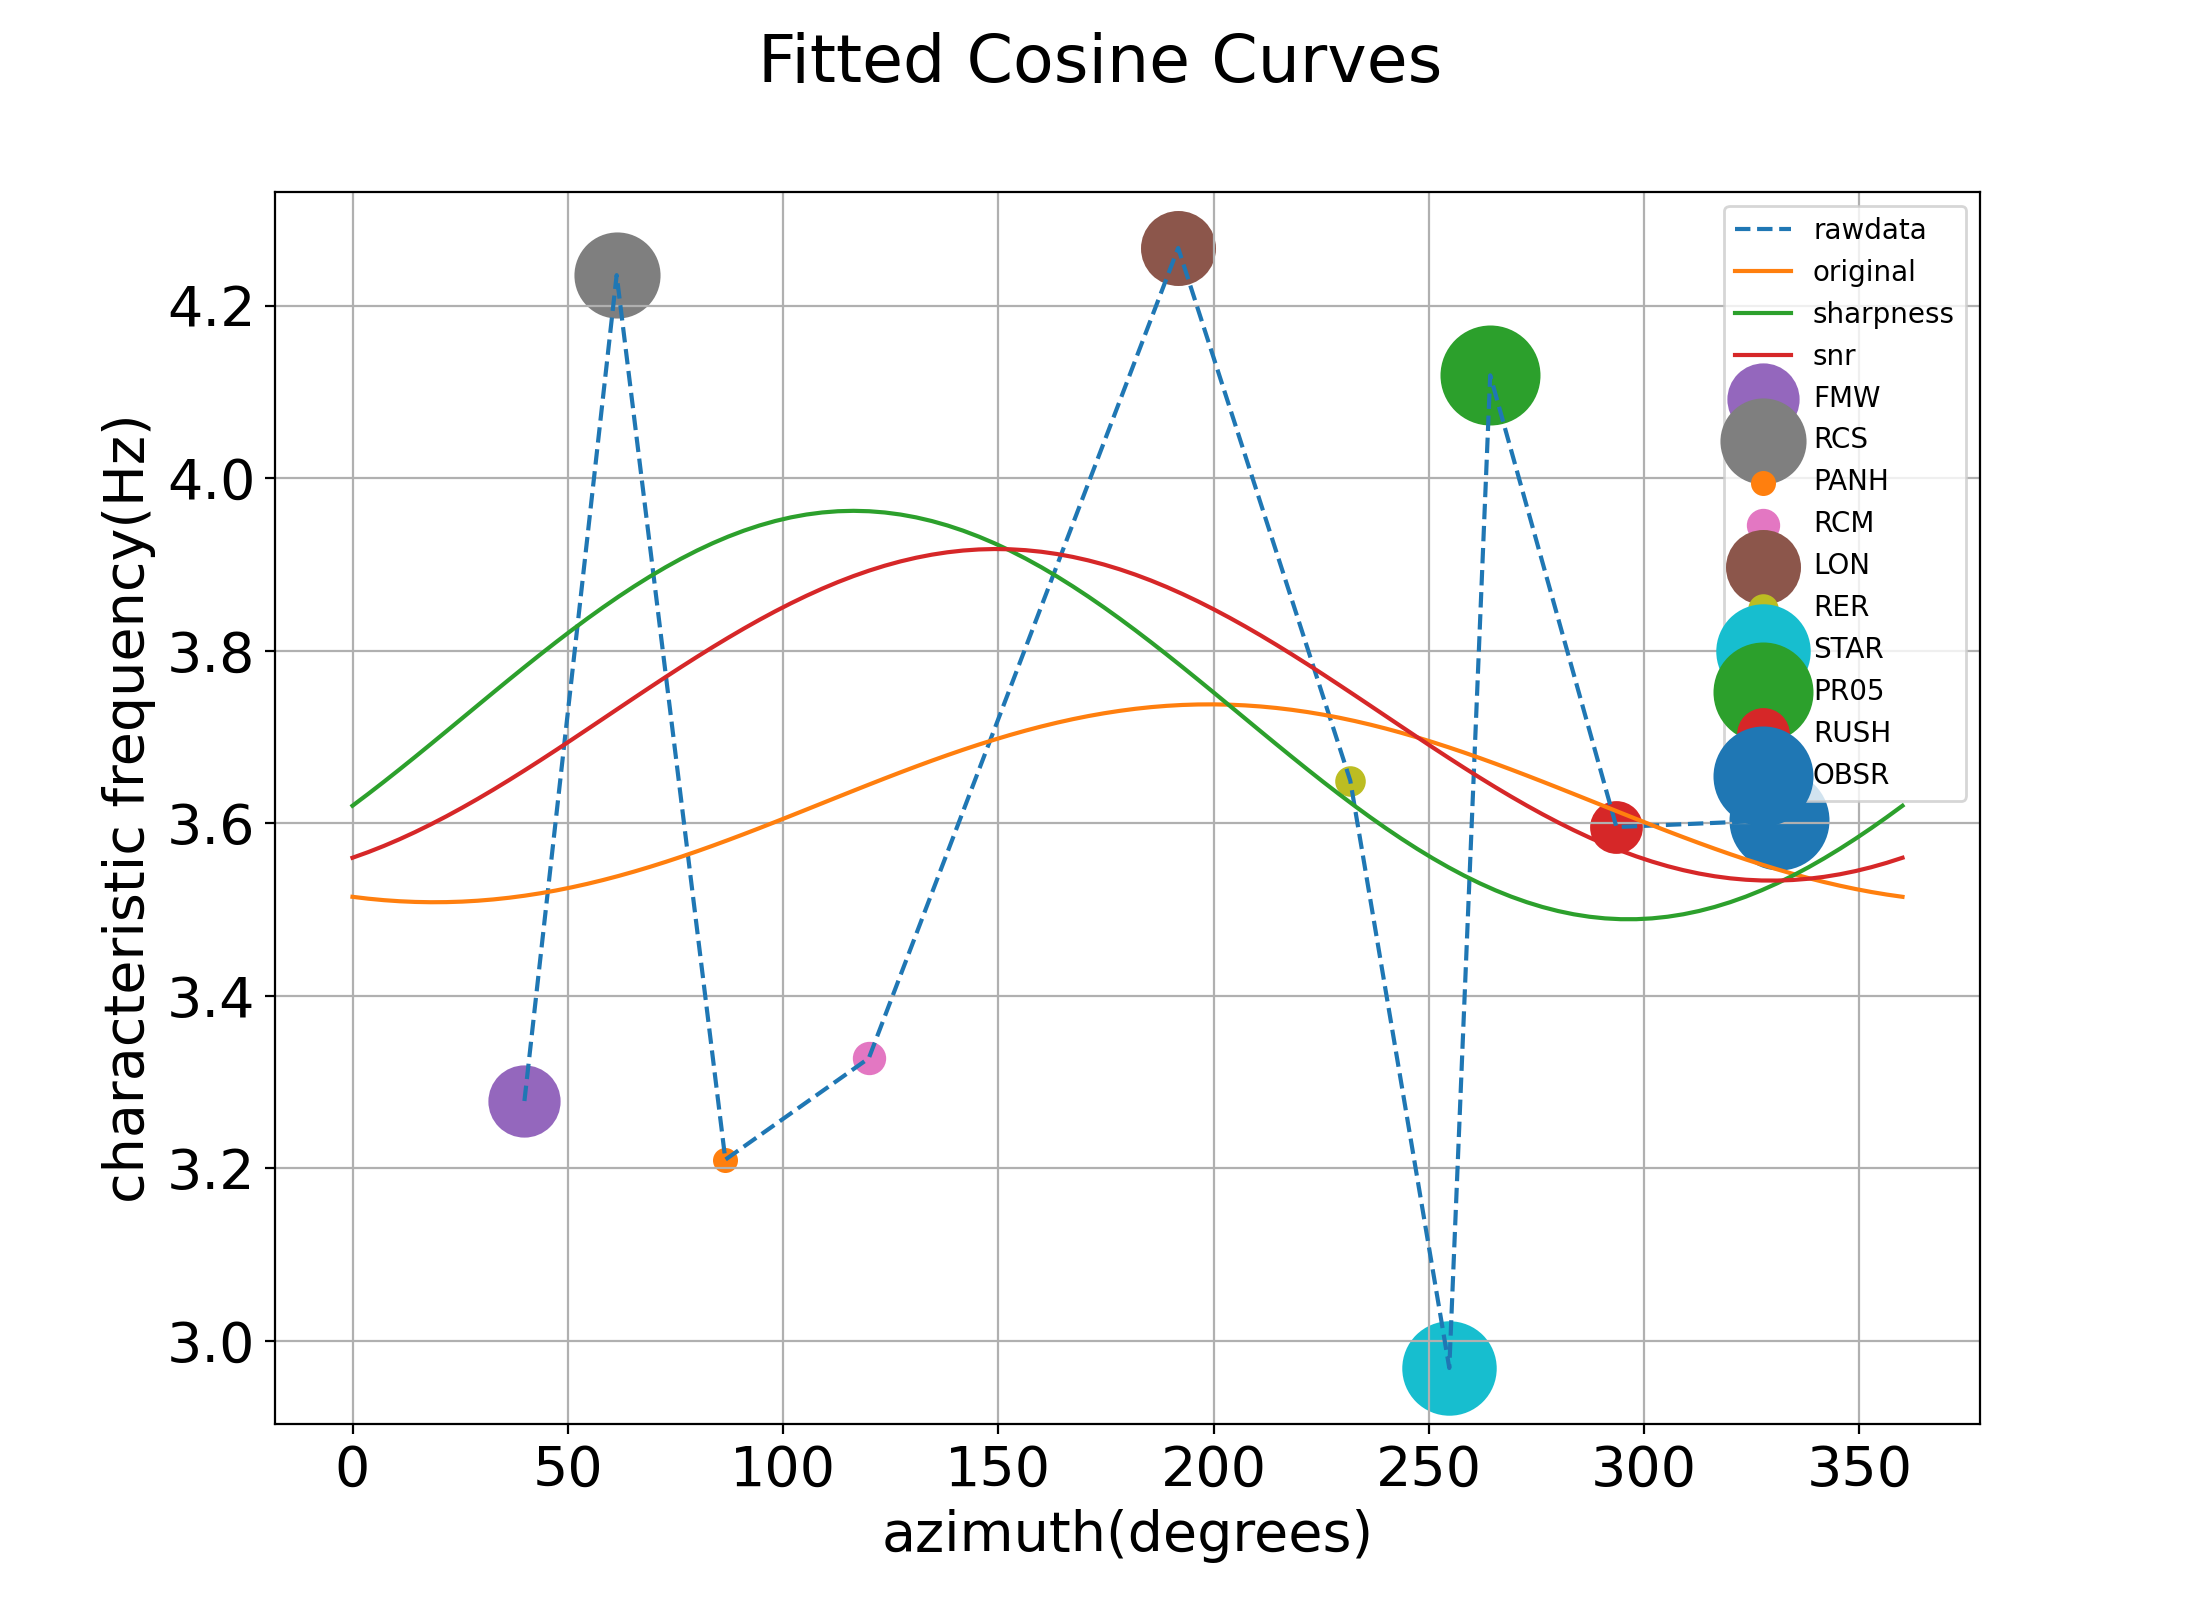 Fitted Cosine Curves
characteristic frequency(Hz)
4.2
4.0
3.8
3.6
3.4
3.2
3.0
rawdata
original
sharpness
snr
FMW
RCS
PANH
RCM
LON
RER
STAR
PR05
RUSH
OBSR
0 50 100 150 200 250 300 350
azimuth(degrees)